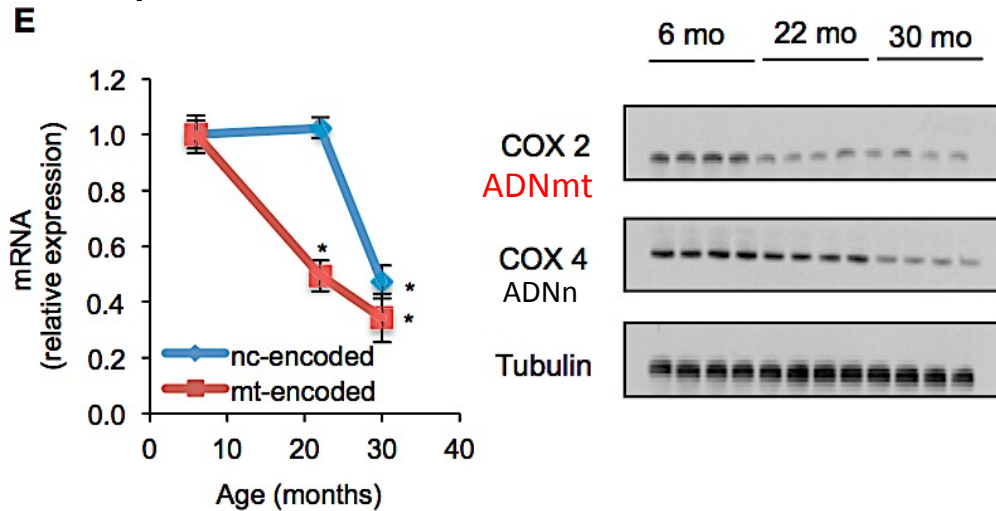 E
mRNA
(relative expression)
1.2
1.0
0.8
0.6
0.4
0.2
0.0
*
*
*
nc-encoded
mt-encoded
0 10 20 30 40
Age (months)
6 mo 22 mo 30 mo
COX 2
ADNmt
COX 4
ADNn
Tubulin